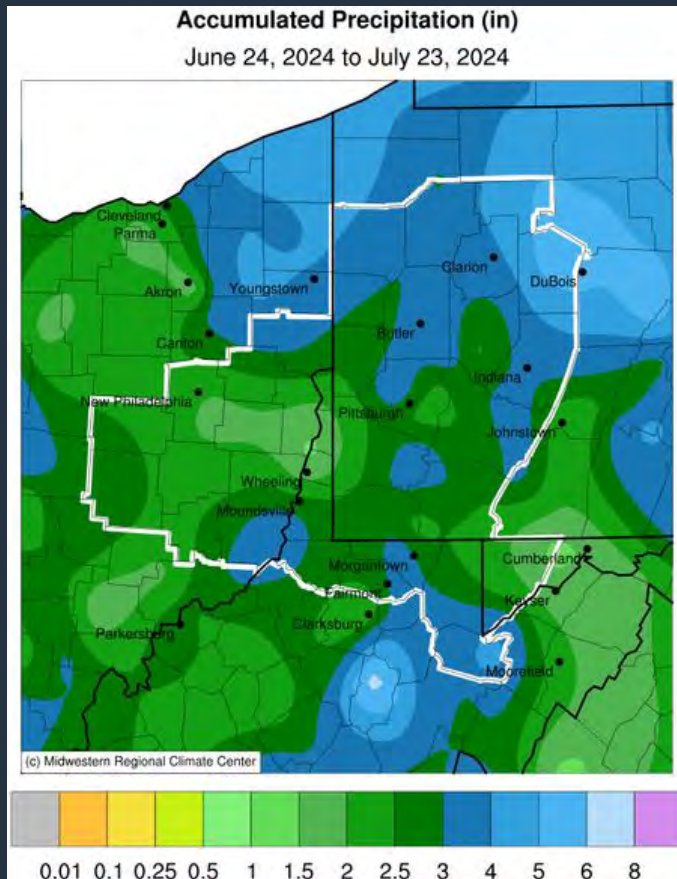 Accumulated Precipitation (in)
June 24, 2024 to July 23, 2024
Cleveland
Parma
Akron
Youngstown
Clarion
DuBois
Canton
Butler
New Philadelphia
Indiana
Pittsburgh
Johnstown
Wheeling
Moundsville
Morgantown
Cumberland
Fairmont
Keyser
Clarksburg
Parkersburg
Moorefield
(c) Midwestern Regional Climate Center
0.01 0.1 0.25 0.5 1 1.5 2 2.5 3 4 5 6 8